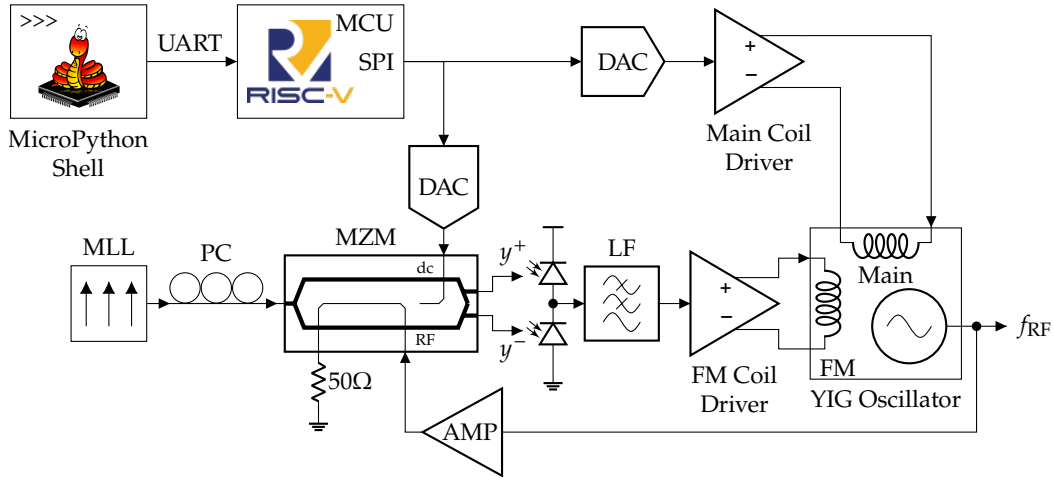 >>>
UART
MCU
SPI
RISC-V
MicroPython
Shell
DAC
+
−
Main Coil
Driver
DAC
MLL
PC
MZM
dc
RF
y+
y−
50Ω
LF
+
−
FM Coil
Driver
Main
FM
YIG Oscillator
fRF
AMP